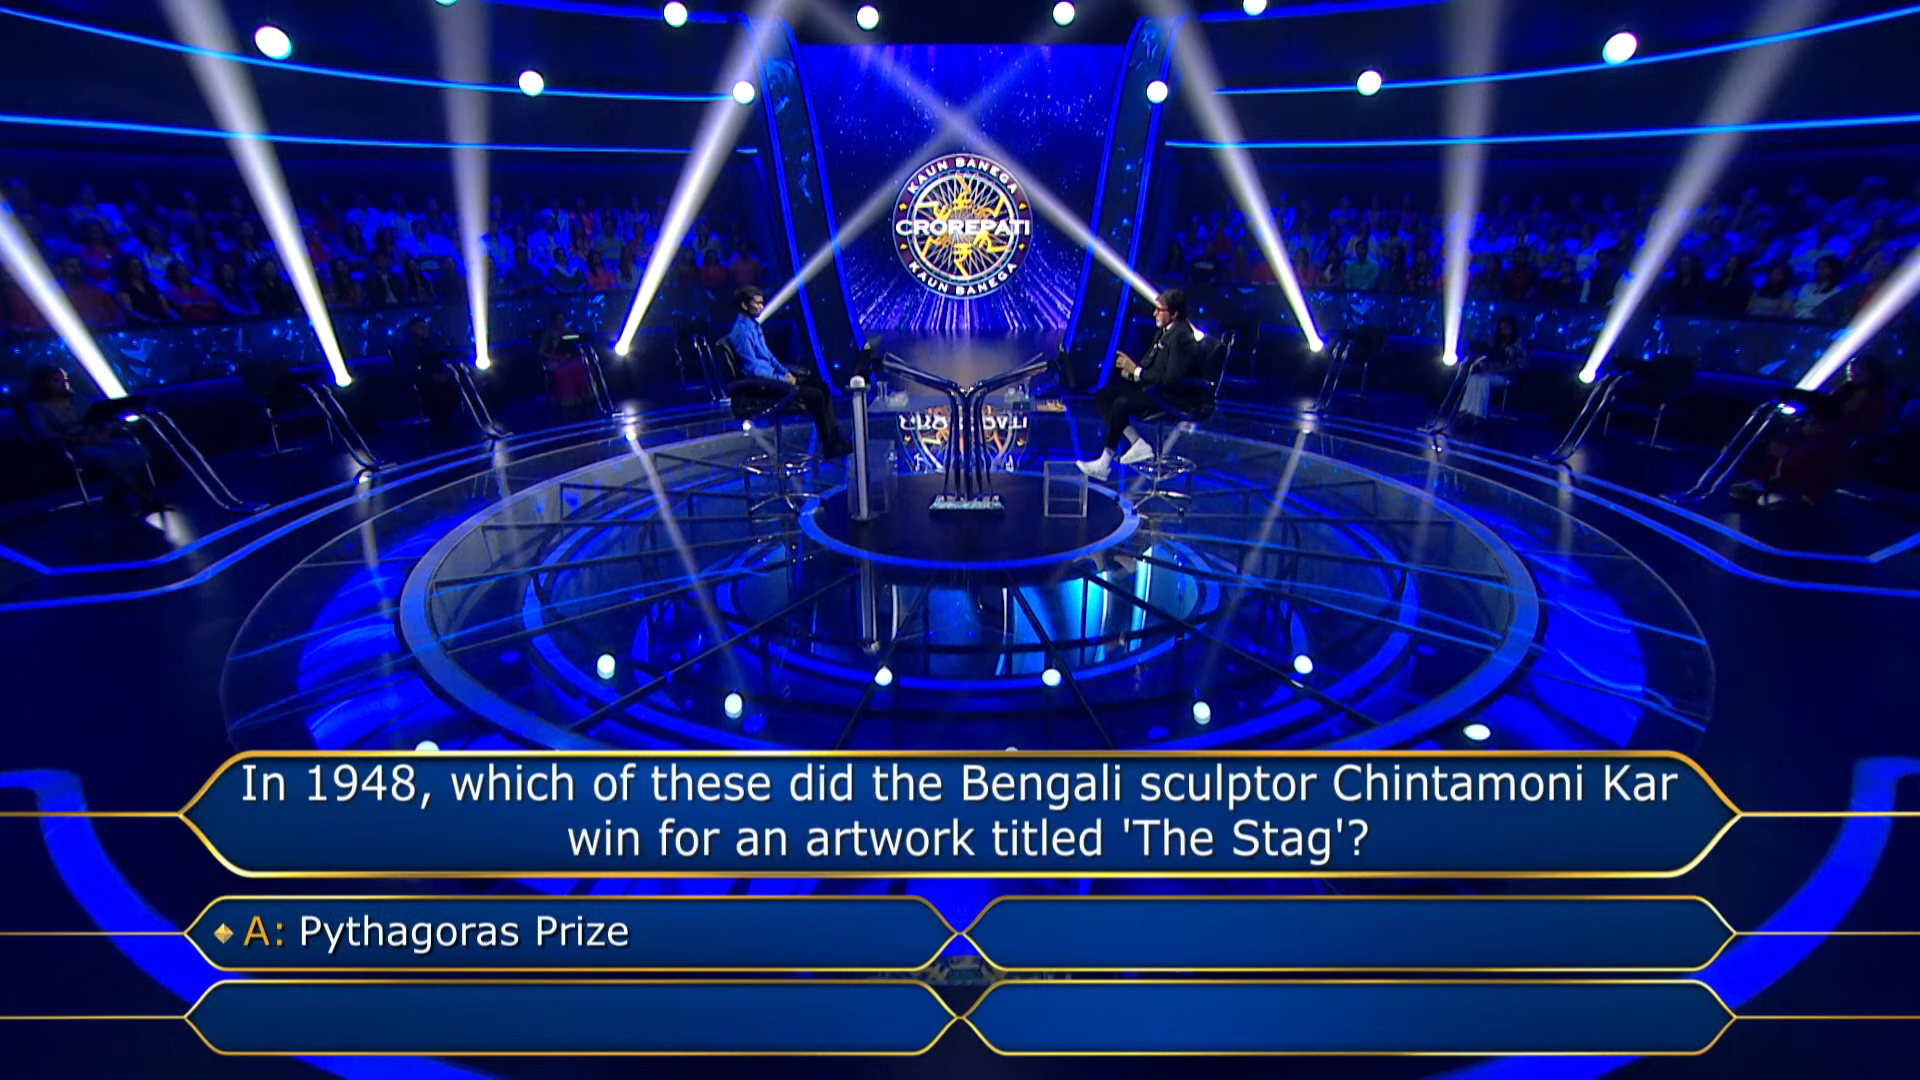 KAUN BANEGA
CROREPATI
KAUN BANEGA
In 1948, which of these did the Bengali sculptor Chintamoni Kar
win for an artwork titled 'The Stag'?
A: Pythagoras Prize